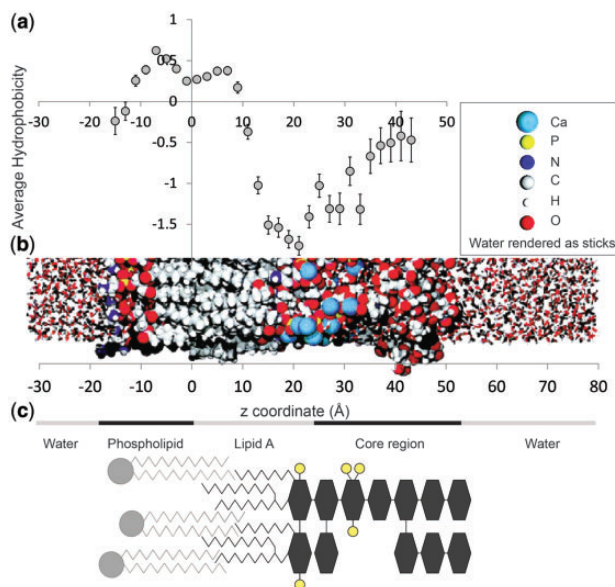 (a)
1
0.5
0
-0.5
-1
-1.5
Average Hydrophobicity
-30 -20 -10 0 10 20 30 40 50
Ca
P
N
C
H
O
Water rendered as sticks
(b)
-30 -20 -10 0 10 20 30 40 50 60 70 80
z coordinate (Å)
(c)
Water Phospholipid Lipid A Core region Water